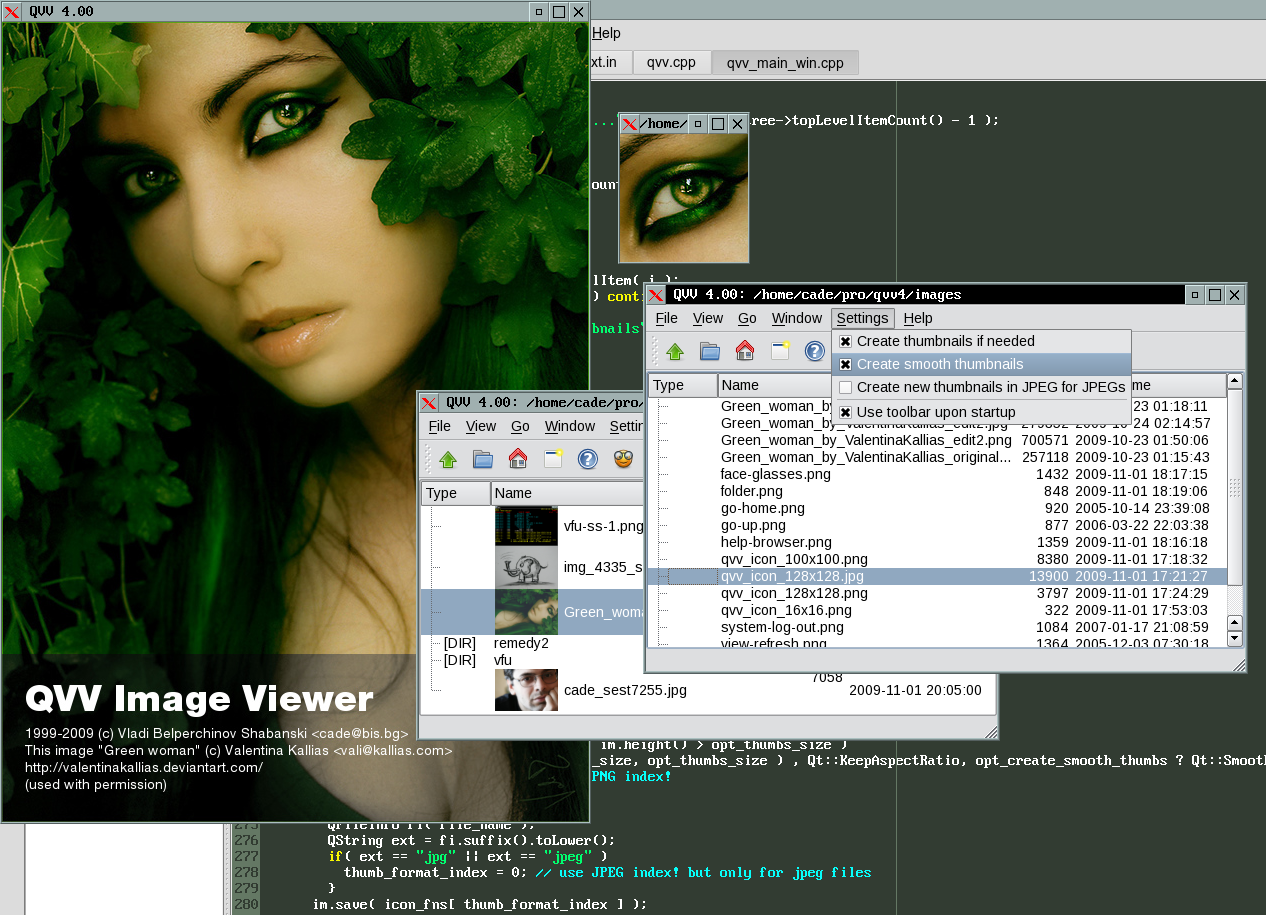 QVV 4.00
Help
xt.in
qvv.cpp
qvv_main_win.cpp
ree->topLevelItemCount() - 1 );
/home/
oun
lItem( i );
) cont
bnails"
QVV 4.00: /home/cade/pro/qvv4/images
File View Go Window Settings Help
Create thumbnails if needed
Create smooth thumbnails
Create new thumbnails in JPEG for JPEGs
Use toolbar upon startup
Type Name me
Green_woman_by 23 01:18:11
Green_woman_by_ValentinaKallias_edit2.jpg 24 02:14:57
Green_woman_by_ValentinaKallias_edit2.png 700571 2009-10-23 01:50:06
Green_woman_by_ValentinaKallias_original... 257118 2009-10-23 01:15:43
face-glasses.png 1432 2009-11-01 18:17:15
folder.png 848 2009-11-01 18:19:06
go-home.png 920 2005-10-14 23:39:08
go-up.png 877 2006-03-22 22:03:38
help-browser.png 1359 2009-11-01 18:16:18
qvv_icon_100x100.png 8380 2009-11-01 17:18:32
qvv_icon_128x128.jpg 13900 2009-11-01 17:21:27
qvv_icon_128x128.png 3797 2009-11-01 17:24:29
qvv_icon_16x16.png 322 2009-11-01 17:53:03
system-log-out.png 1084 2007-01-17 21:08:59
view-refresh.png 1364 2005-12-03 07:30:18
QVV 4.00: /home/cade/pro/
File View Go Window Settin
Type Name
vfu-ss-1.png
img_4335_s
Green_woma
[DIR] remedy2
[DIR] vfu
7058
cade_sest7255.jpg 2009-11-01 20:05:00
QVV Image Viewer
1999-2009 (c) Vladi Belperchinov Shabanski <cade@bis.bg>
This image "Green woman" (c) Valentina Kallias <vali@kallias.com>
http://valentinakallias.deviantart.com/
(used with permission)
im.height() > opt_thumbs_size )
_size, opt_thumbs_size ) , Qt::KeepAspectRatio, opt_create_smooth_thumbs ? Qt::Smoot
PNG index!
275 QFileInfo fi( file_name );
276 QString ext = fi.suffix().toLower();
277 if( ext == "jpg" || ext == "jpeg" )
278 thumb_format_index = 0; // use JPEG index! but only for jpeg files
279 }
280 im.save( icon_fns[ thumb_format_index ] );